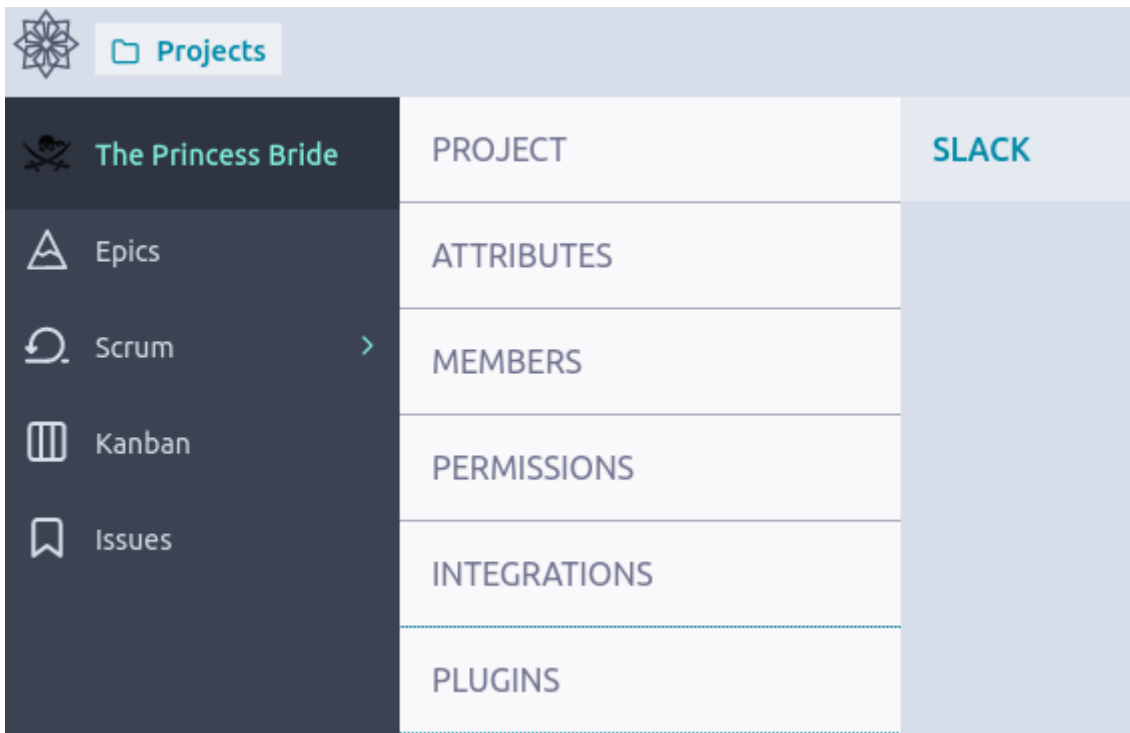 Projects
The Princess Bride
Epics
Scrum
Kanban
Issues
PROJECT
ATTRIBUTES
MEMBERS
PERMISSIONS
INTEGRATIONS
PLUGINS
SLACK